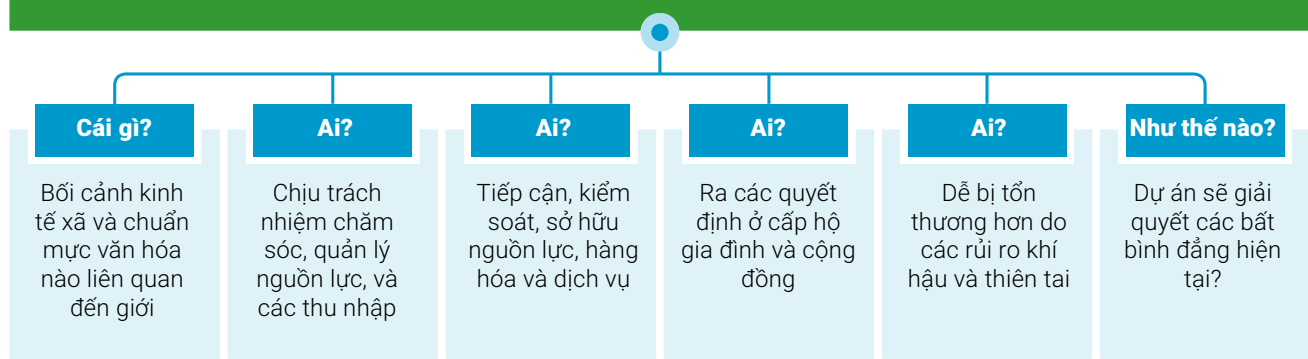 Cái gì?
Bối cảnh kinh
tế xã và chuẩn
mực văn hóa
nào liên quan
đến giới
Ai?
Chịu trách
nhiệm chăm
sóc, quản lý
nguồn lực, và
các thu nhập
Ai?
Tiếp cận, kiểm
soát, sở hữu
nguồn lực, hàng
hóa và dịch vụ
Ai?
Ra các quyết
định ở cấp hộ
gia đình và cộng
đồng
Ai?
Dễ bị tổn
thương hơn do
các rủi ro khí
hậu và thiên tai
Như thế nào?
Dự án sẽ giải
quyết các bất
bình đẳng hiện
tại?